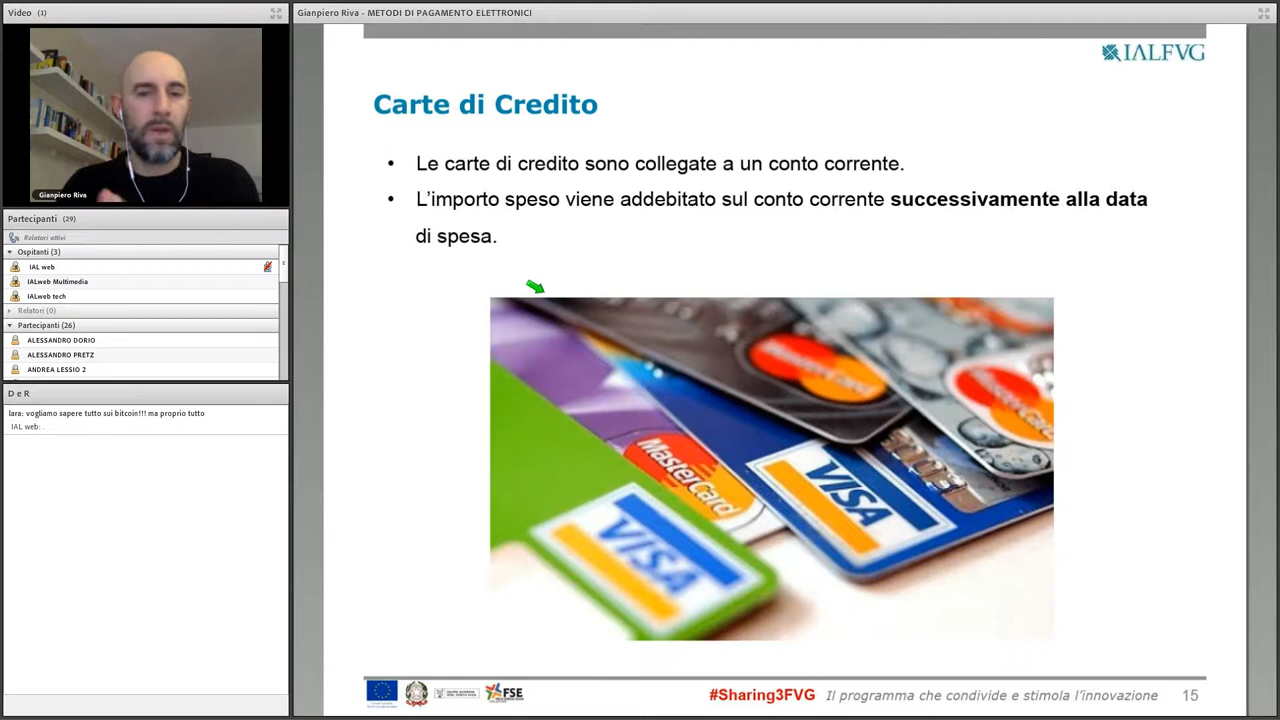 Video (1)
Gianpiero Riva
Partecipanti (29)
Relatori attivi
Ospitanti (3)
IAL web
IALweb Multimedia
IALweb tech
Relatori (0)
Partecipanti (26)
ALESSANDRO DORIO
ALESSANDRO PRETZ
ANDREA LESSIO 2
D e R
lara: vogliamo sapere tutto sui bitcoin!!! ma proprio tutto
IAL web: .
Gianpiero Riva - METODI DI PAGAMENTO ELETTRONICI
IALFVG
Carte di Credito
• Le carte di credito sono collegate a un conto corrente.
• L'importo speso viene addebitato sul conto corrente successivamente alla data
di spesa.
MasterCard
MasterCard
MasterCard
VISA
VISA
FSE
#Sharing3FVG Il programma che condivide e stimola l'innovazione 15